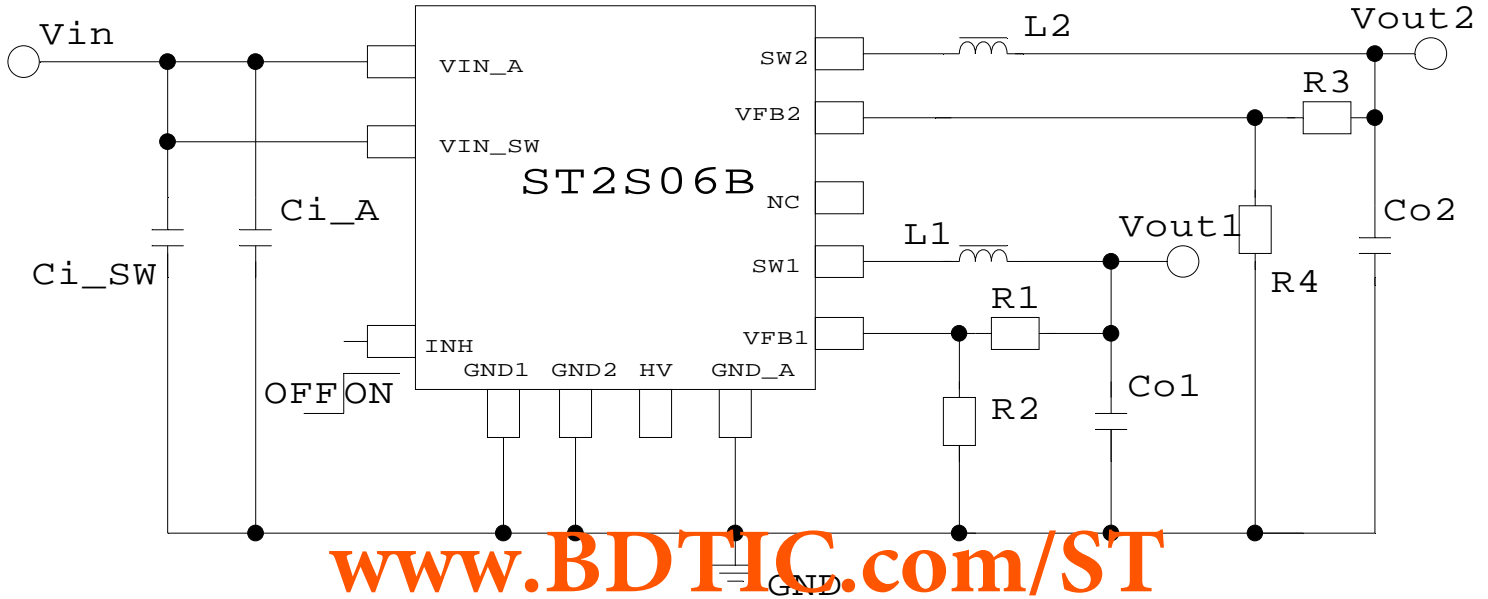 Vin
L2
Vout2
VIN_A
SW2
R3
VFB2
VIN_SW
ST2S06B
NC
Ci_A
Co2
Vout1
L1
Ci_SW
SW1
R4
R1
INH
VFB1
GND1 GND2 HV GND_A
OFF ON
Co1
R2
www.BDTIC.com/ST
GND